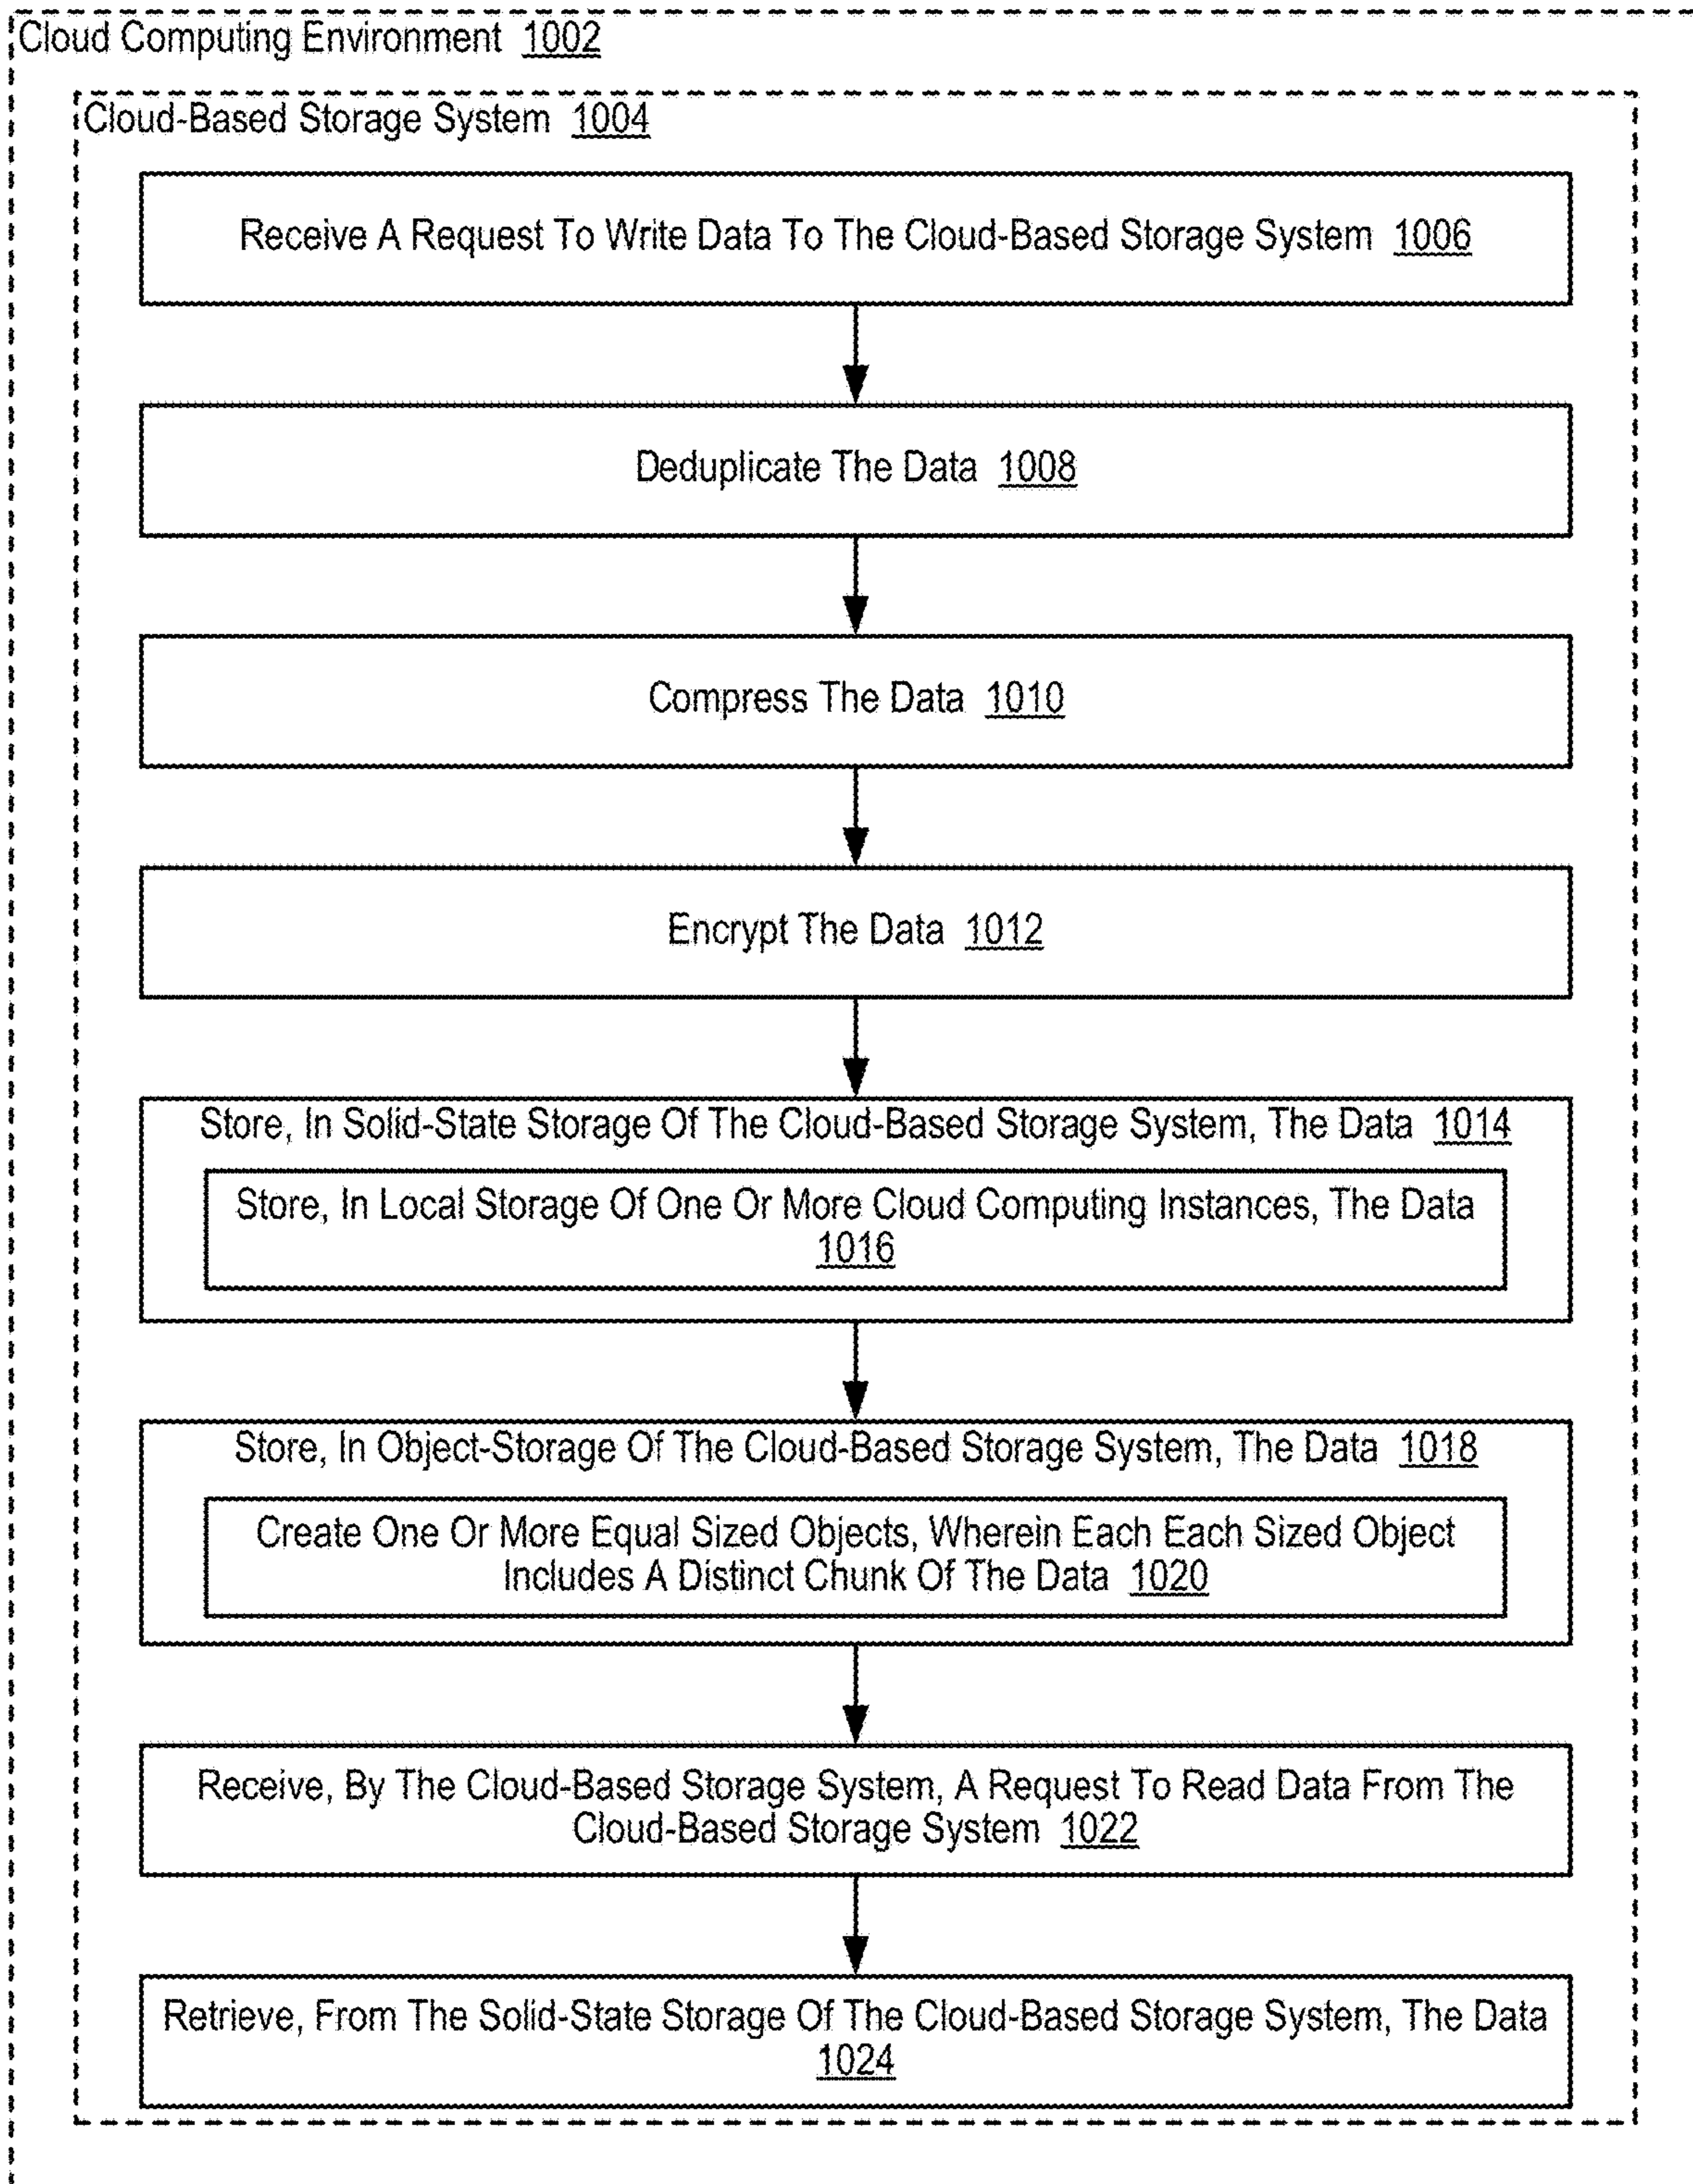 Cloud Computing Environment 1002
Cloud-Based Storage System 1004
Receive A Request To Write Data To The Cloud-Based Storage System 1006
Deduplicate The Data 1008
Compress The Data 1010
Encrypt The Data 1012
Store, In Solid-State Storage Of The Cloud-Based Storage System, The Data 1014
Store, In Local Storage Of One Or More Cloud Computing Instances, The Data
1016
Store, In Object-Storage Of The Cloud-Based Storage System, The Data 1018
Create One Or More Equal Sized Objects, Wherein Each Each Sized Object
Includes A Distinct Chunk Of The Data 1020
Receive, By The Cloud-Based Storage System, A Request To Read Data From The
Cloud-Based Storage System 1022
Retrieve, From The Solid-State Storage Of The Cloud-Based Storage System, The Data
1024